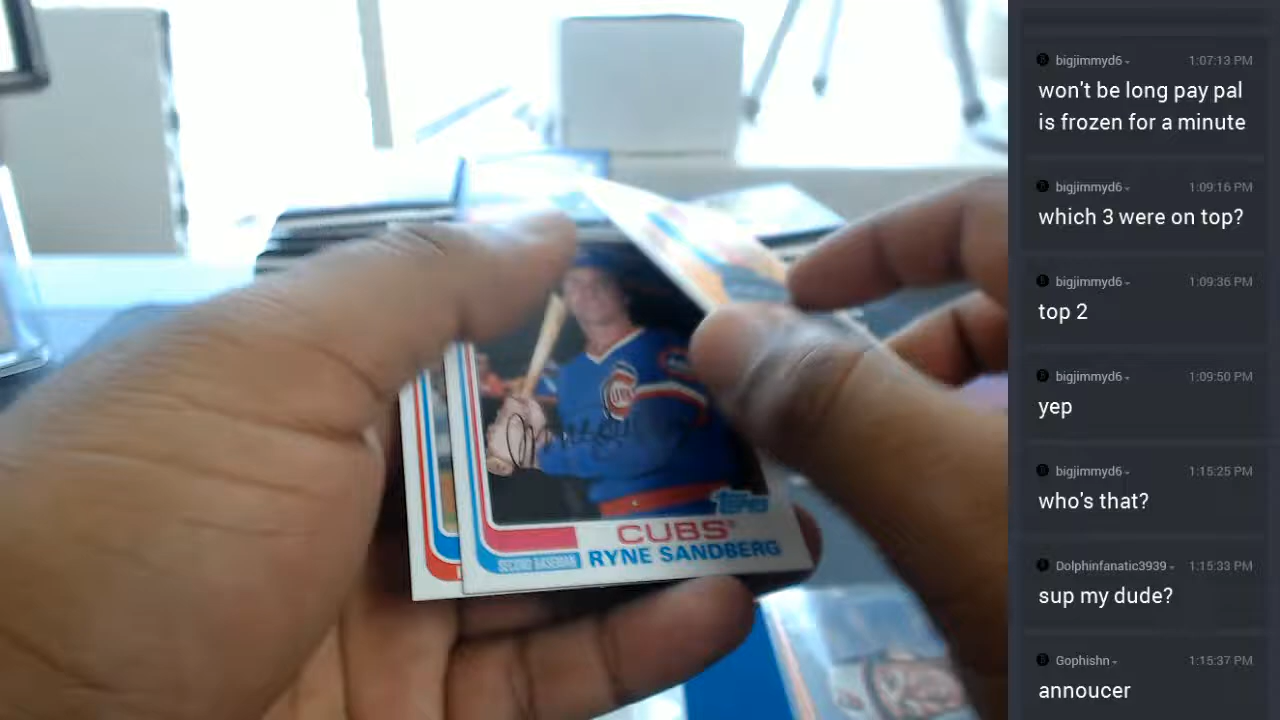 TOPPS
CUBS
SECOND BASEMAN
RYNE SANDBERG
bigjimmyd6 1:07:13 PM
won't be long pay pal
is frozen for a minute
bigjimmyd6 1:09:16 PM
which 3 were on top?
bigjimmyd6 1:09:36 PM
top 2
bigjimmyd6 1:09:50 PM
yep
bigjimmyd6 1:15:25 PM
who's that?
Dolphinfanatic3939 1:15:33 PM
sup my dude?
Gophishn 1:15:37 PM
annoucer